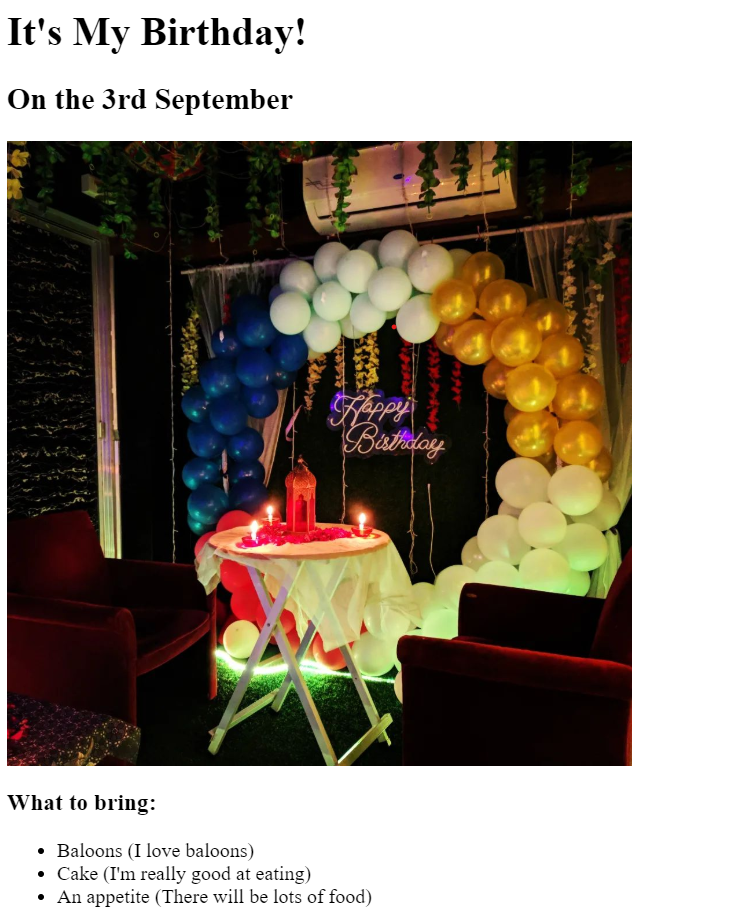 It's My Birthday!
On the 3rd September
Happy
Birthday
What to bring:
• Baloons (I love baloons)
• Cake (I'm really good at eating)
• An appetite (There will be lots of food)